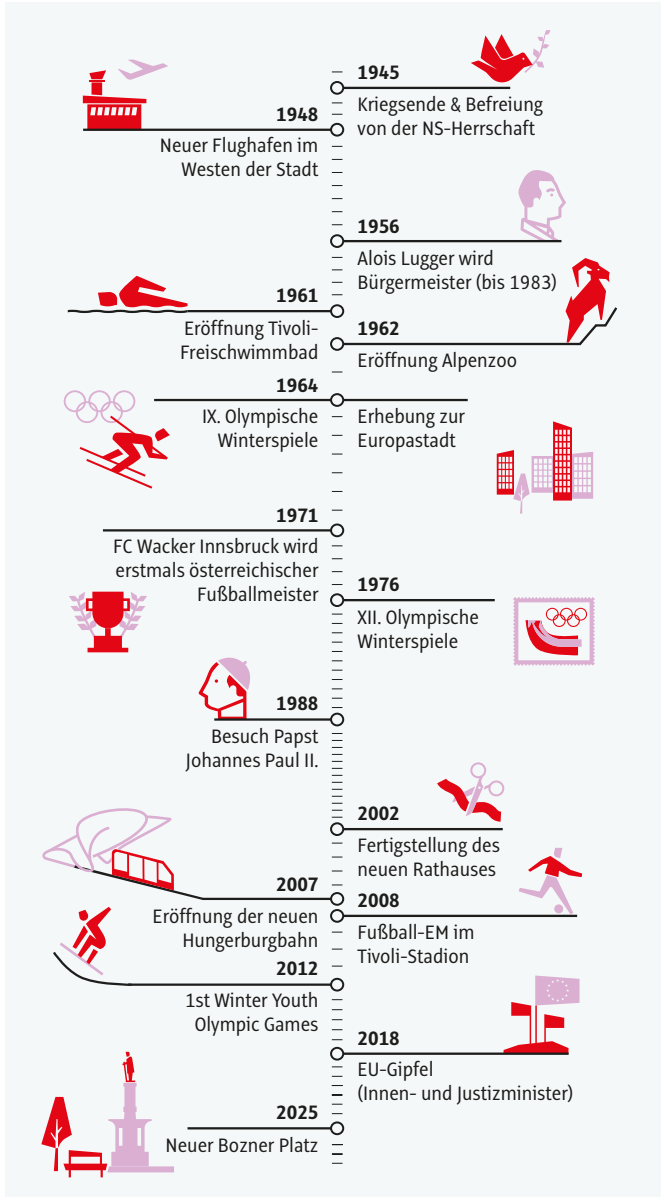 1945
Kriegsende & Befreiung
von der NS-Herrschaft
1948
Neuer Flughafen im
Westen der Stadt
1956
Alois Lugger wird
Bürgermeister (bis 1983)
1961
Eröffnung Tivoli-
Freischwimmbad
1962
Eröffnung Alpenzoo
1964
IX. Olympische
Winterspiele
Erhebung zur
Europastadt
1971
FC Wacker Innsbruck wird
erstmals österreichischer
Fußballmeister
1976
XII. Olympische
Winterspiele
1988
Besuch Papst
Johannes Paul II.
2002
Fertigstellung des
neuen Rathauses
2007
Eröffnung der neuen
Hungerburgbahn
2008
Fußball-EM im
Tivoli-Stadion
2012
1st Winter Youth
Olympic Games
2018
EU-Gipfel
(Innen- und Justizminister)
2025
Neuer Bozner Platz